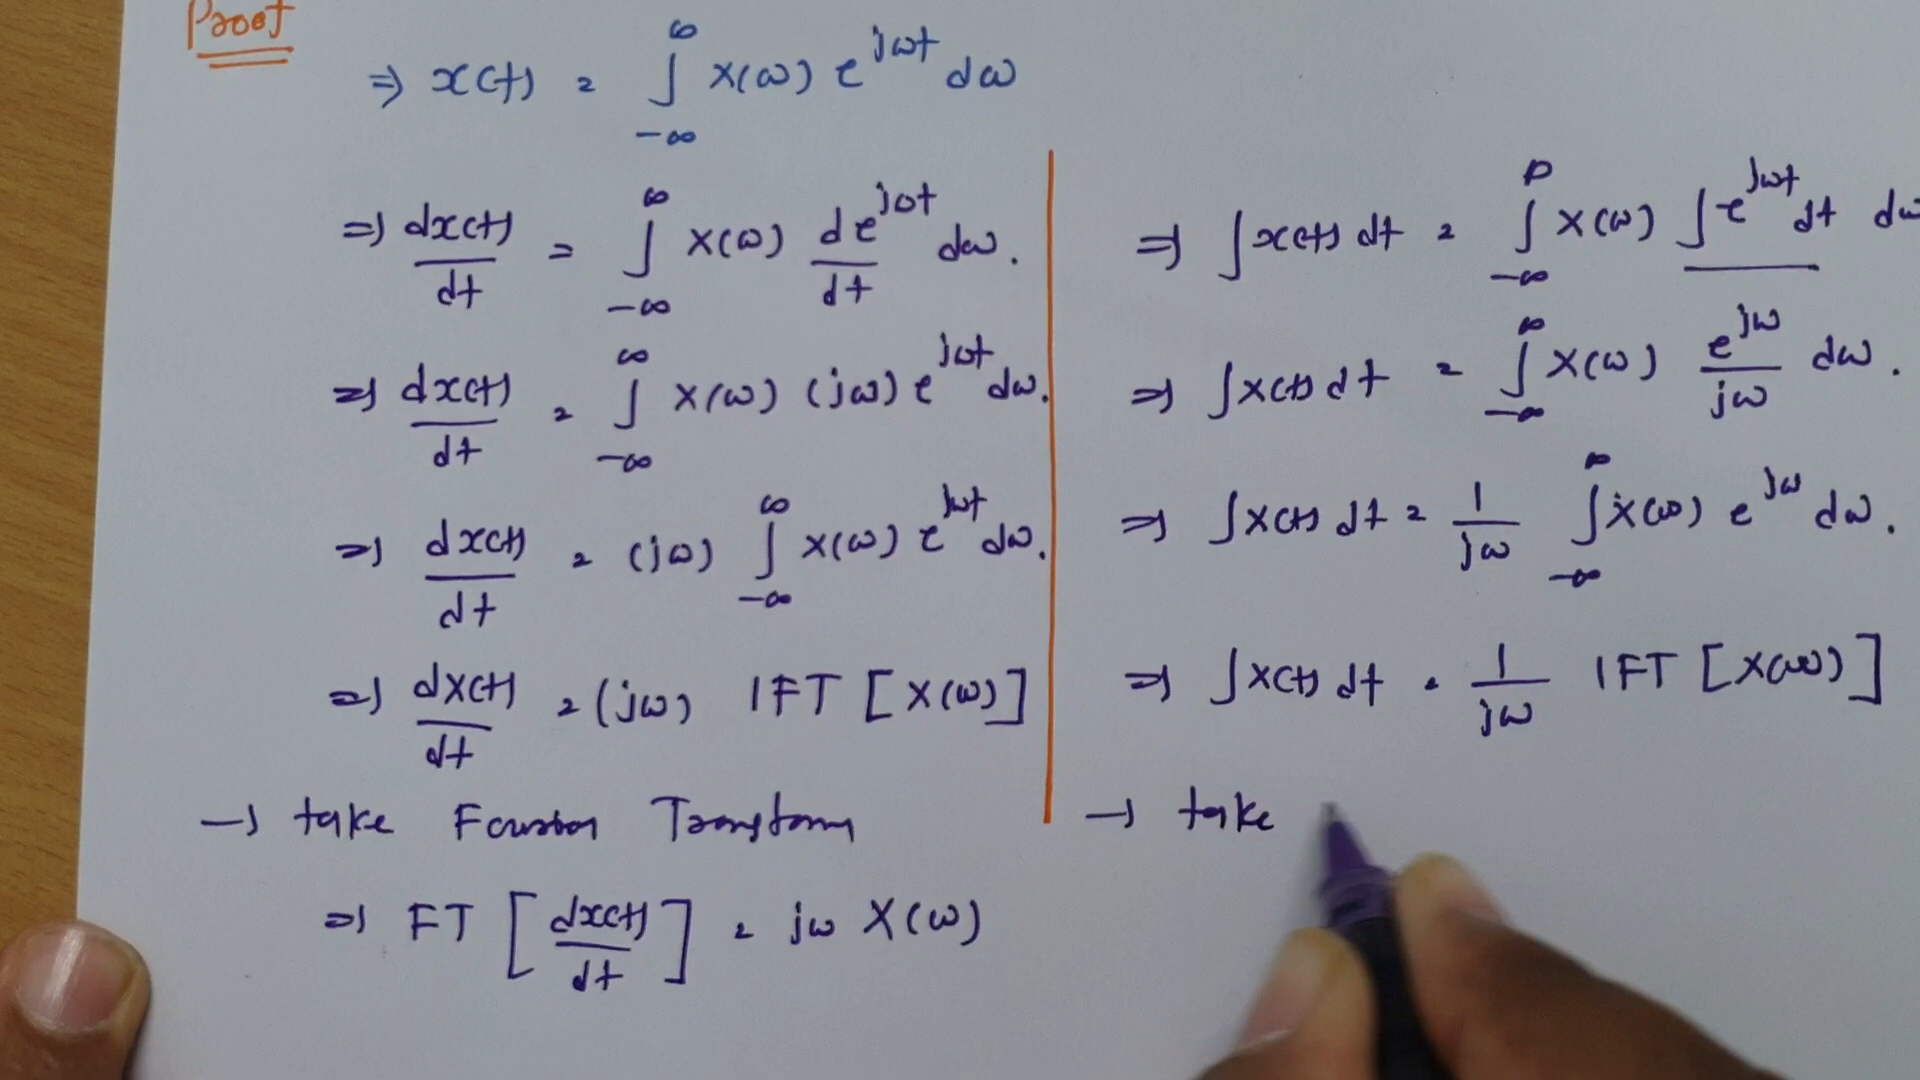 Proof
⇒ x(t) = ∫_{-∞}^{∞} X(ω) e^{jωt} dω
⇒ dx(t)/dt = ∫_{-∞}^{∞} X(ω) de^{jωt}/dt dω.
⇒ dx(t)/dt = ∫_{-∞}^{∞} X(ω) (jω) e^{jωt} dω.
⇒ dx(t)/dt = (jω) ∫_{-∞}^{∞} X(ω) e^{jωt} dω.
⇒ dx(t)/dt = (jω) IFT [X(ω)]
→ take Fourier Transform
⇒ FT [dx(t)/dt] = jω X(ω)
⇒ ∫x(t) dt = ∫_{-∞}^{∞} X(ω) ∫e^{jωt} dt dω
⇒ ∫x(t) dt = ∫_{-∞}^{∞} X(ω) e^{jω}/jω dω.
⇒ ∫x(t) dt = 1/jω ∫_{-∞}^{∞} X(ω) e^{jω} dω.
⇒ ∫x(t) dt = 1/jω IFT [X(ω)]
→ take